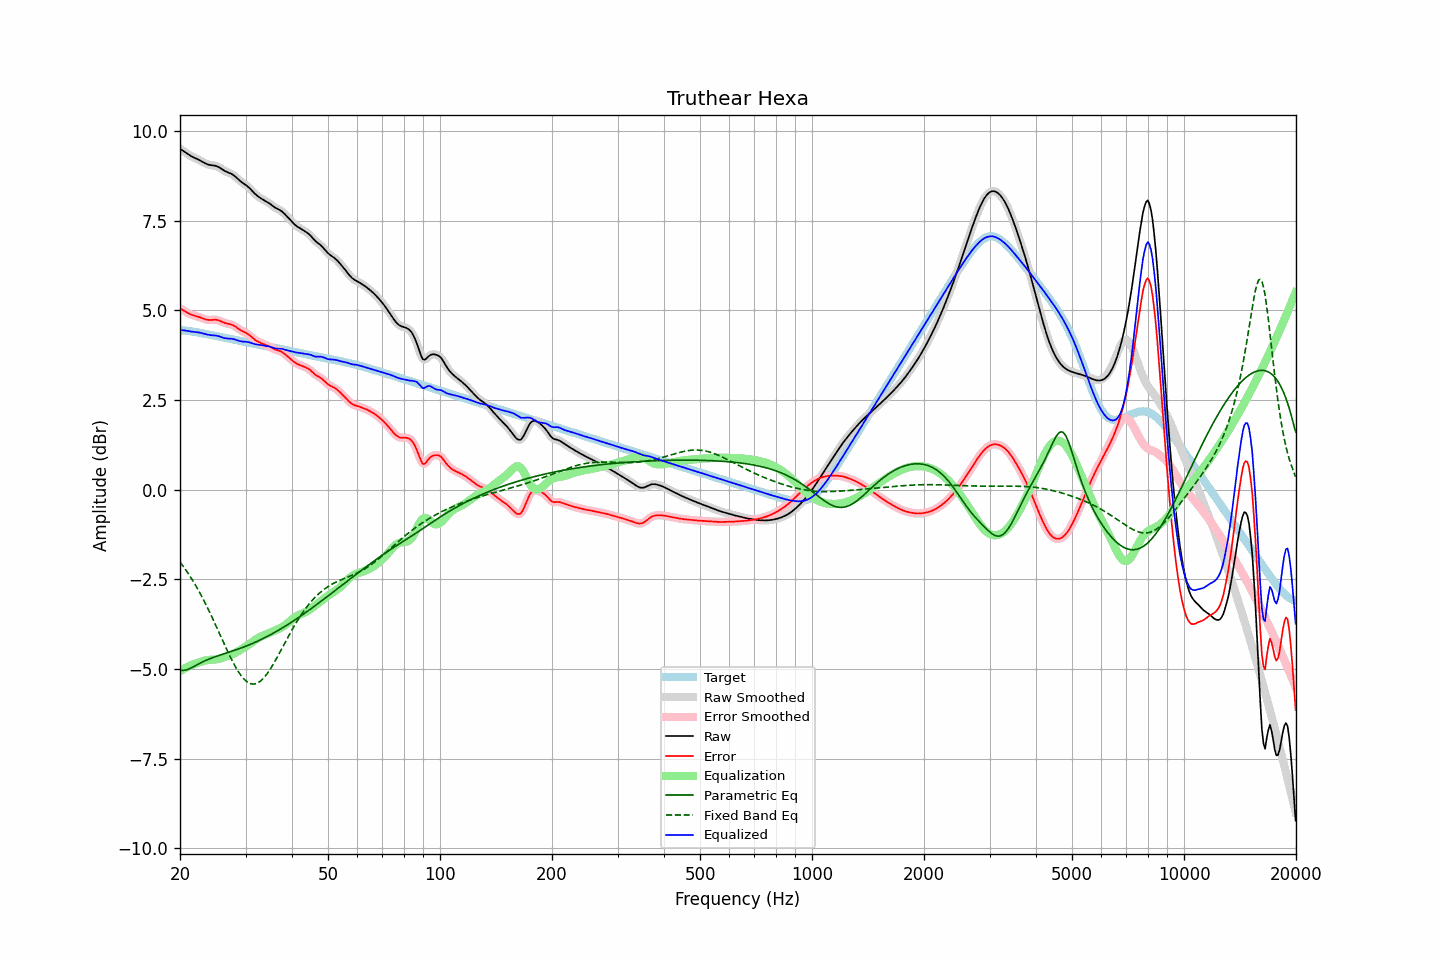 Truthear Hexa
Amplitude (dBr)
10.0
7.5
5.0
2.5
0.0
−2.5
−5.0
−7.5
−10.0
Target
Raw Smoothed
Error Smoothed
Raw
Error
Equalization
Parametric Eq
Fixed Band Eq
Equalized
20 50 100 200 500 1000 2000 5000 10000 20000
Frequency (Hz)